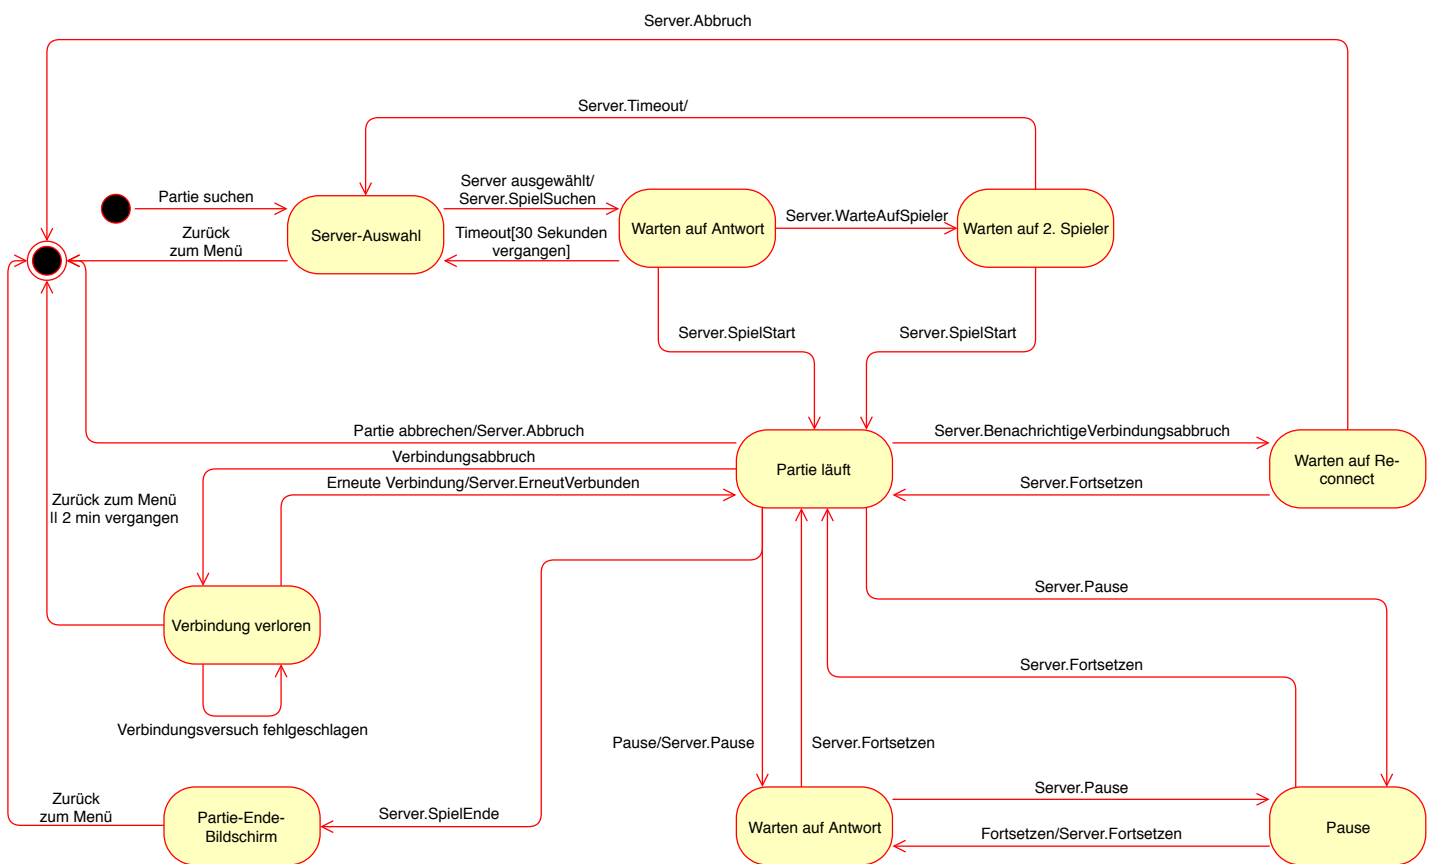 Server.Abbruch
Server.Timeout/
Partie suchen
Server ausgewählt/
Server.SpielSuchen
Server-Auswahl
Warten auf Antwort
Server.WarteAufSpieler
Warten auf 2. Spieler
Zurück
zum Menü
Timeout[30 Sekunden
vergangen]
Server.SpielStart
Server.SpielStart
Partie abbrechen/Server.Abbruch
Server.BenachrichtigeVerbindungsabbruch
Verbindungsabbruch
Partie läuft
Warten auf Re-
connect
Erneute Verbindung/Server.ErneutVerbunden
Server.Fortsetzen
Zurück zum Menü
|| 2 min vergangen
Server.Pause
Verbindung verloren
Server.Fortsetzen
Verbindungsversuch fehlgeschlagen
Pause/Server.Pause
Server.Fortsetzen
Zurück
zum Menü
Partie-Ende-
Bildschirm
Server.SpielEnde
Warten auf Antwort
Server.Pause
Fortsetzen/Server.Fortsetzen
Pause